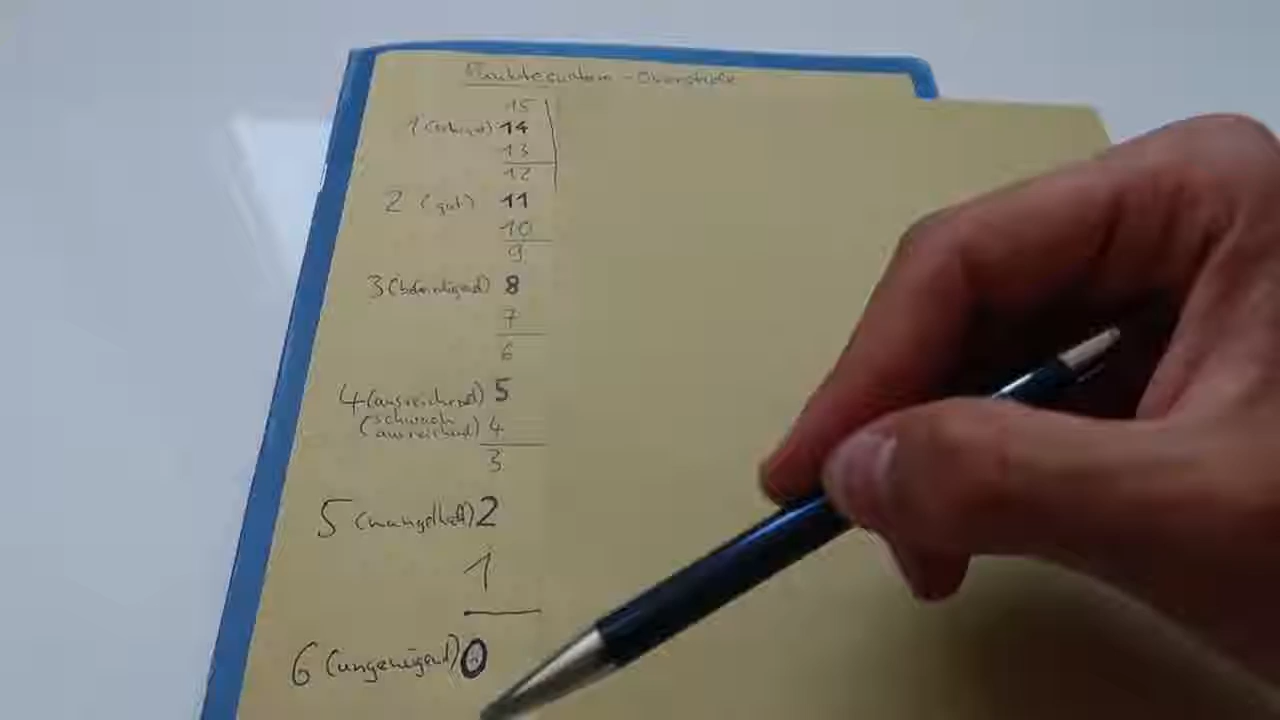 Punktesystem - Oberstufe
15
1 (sehr gut) 14
13
12
2 (gut) 11
10
9
3 (befriedigend) 8
7
6
4 (ausreichend) 5
(schwach ausreichend) 4
3
5 (mangelhaft) 2
1
6 (ungenügend) 0